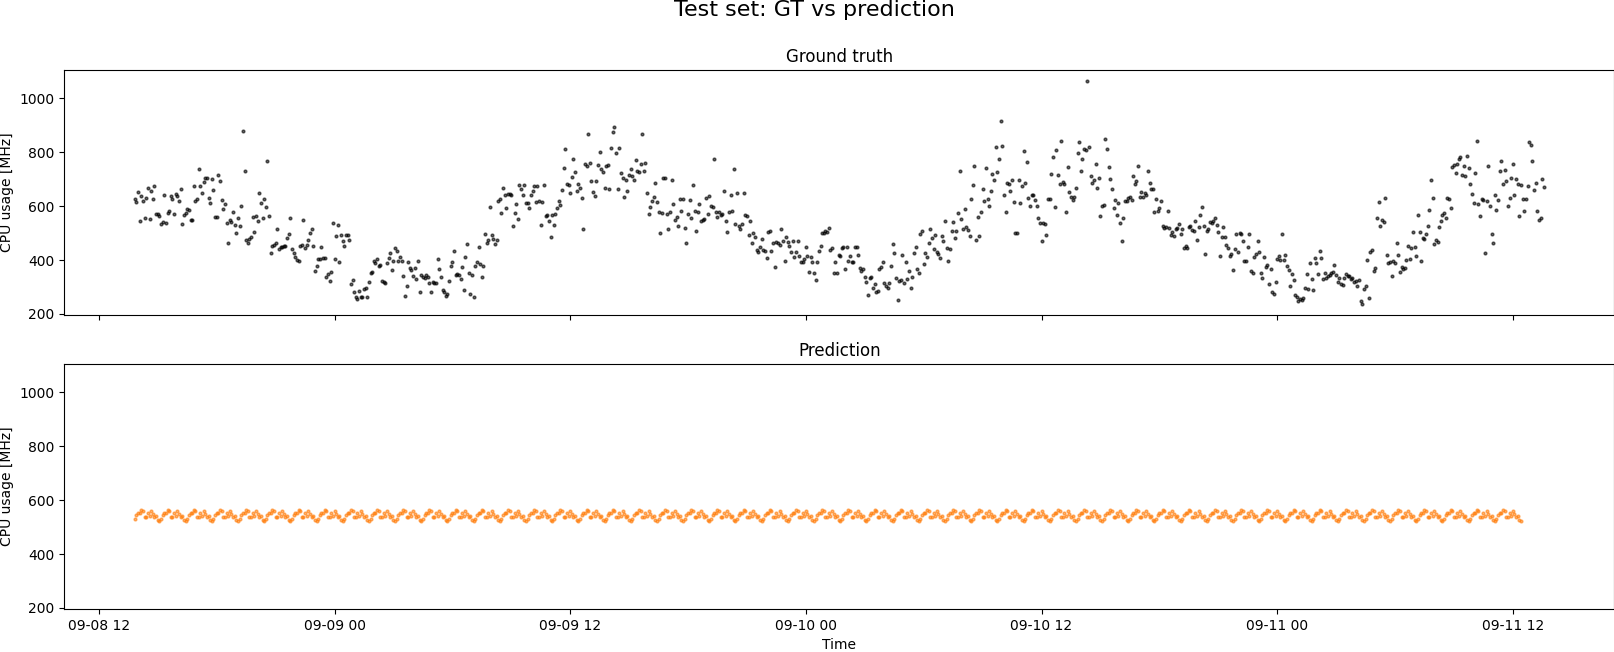 Test set: GT vs prediction
Ground truth
CPU usage [MHz]
1000
800
600
400
200
Prediction
CPU usage [MHz]
1000
800
600
400
200
09-08 12
09-09 00
09-09 12
09-10 00
09-10 12
09-11 00
09-11 12
Time